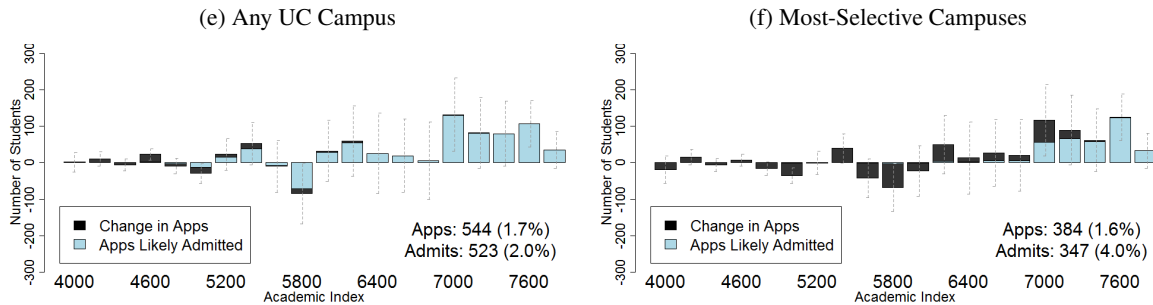 (e) Any UC Campus
Number of Students
300
200
100
0
-100
-200
-300
Change in Apps
Apps Likely Admitted
Apps: 544 (1.7%)
Admits: 523 (2.0%)
4000 4600 5200 5800 6400 7000 7600
Academic Index
(f) Most-Selective Campuses
Number of Students
300
200
100
0
-100
-200
-300
Change in Apps
Apps Likely Admitted
Apps: 384 (1.6%)
Admits: 347 (4.0%)
4000 4600 5200 5800 6400 7000 7600
Academic Index